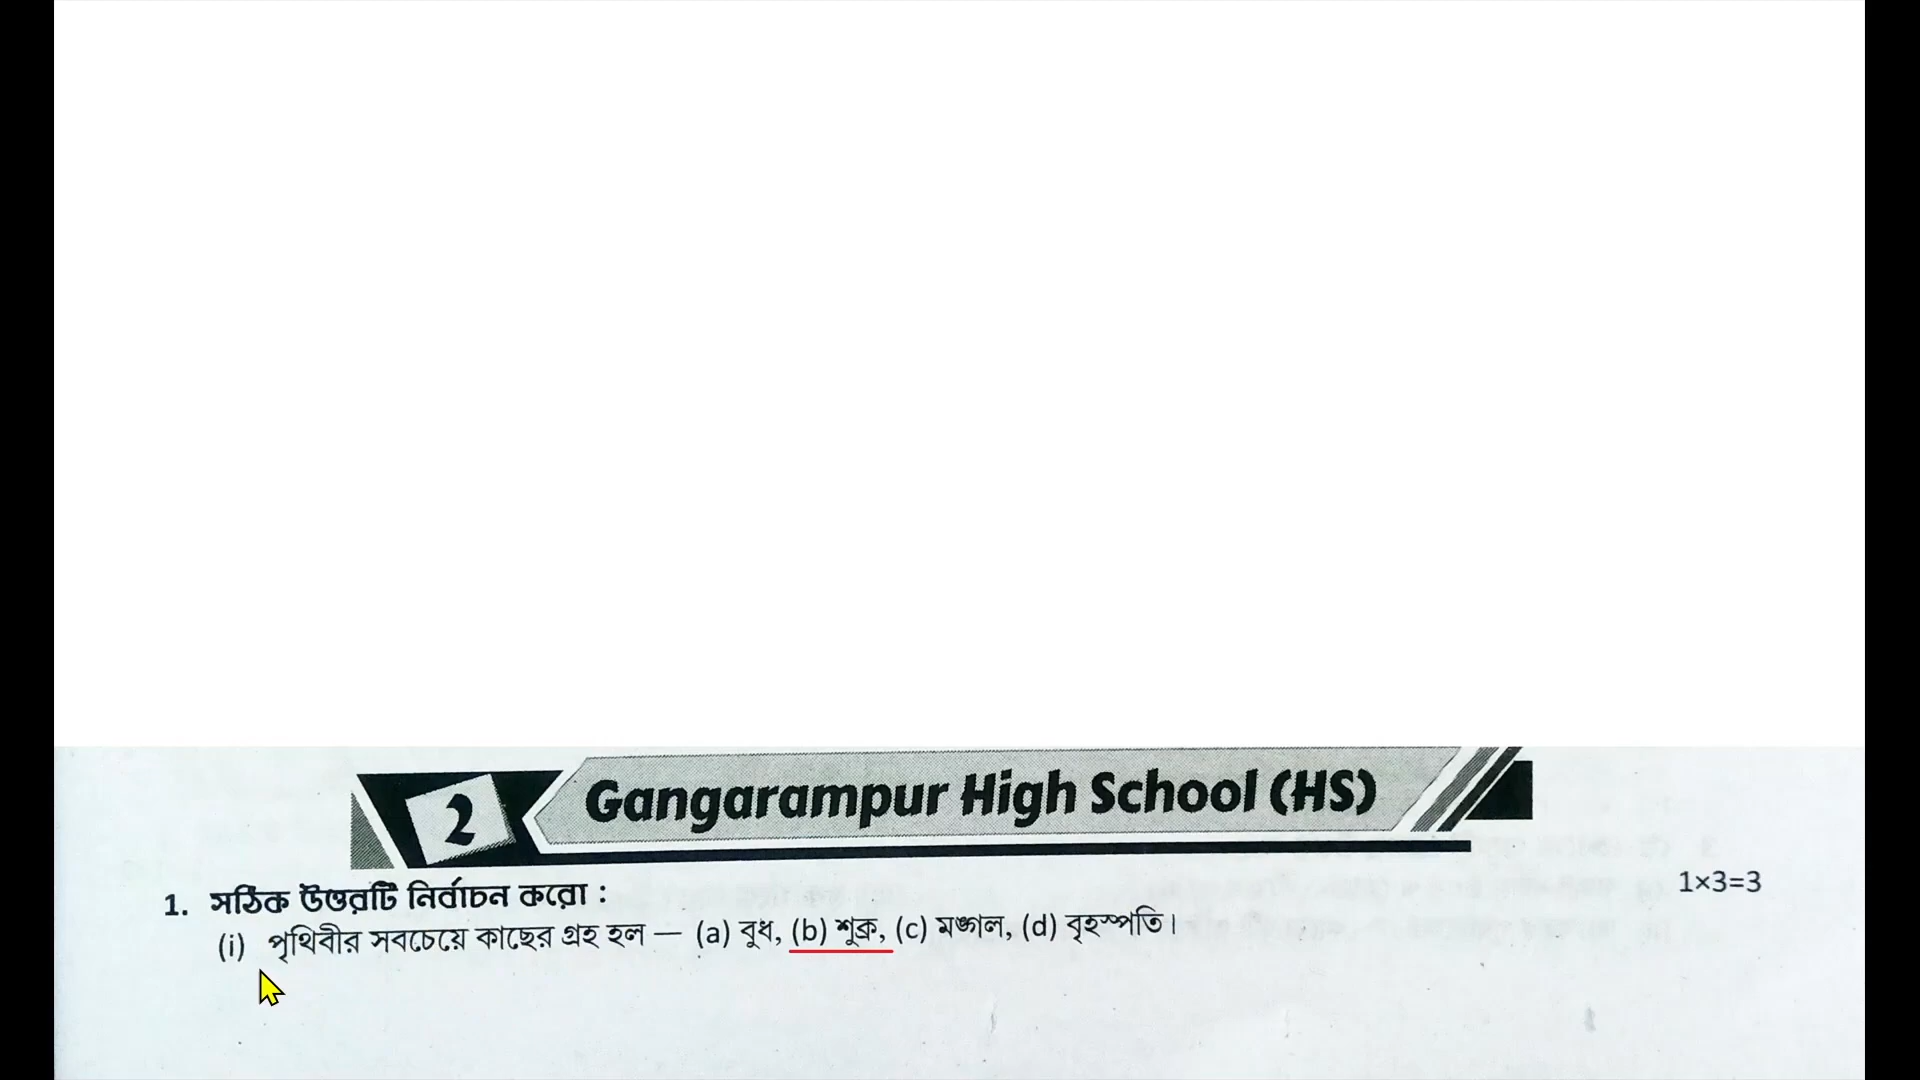 2 Gangarampur High School (HS)
1. সঠিক উত্তরটি নির্বাচন করো : 1×3=3
(i) পৃথিবীর সবচেয়ে কাছের গ্রহ হল — (a) বুধ, (b) শুক্র, (c) মঙ্গল, (d) বৃহস্পতি।